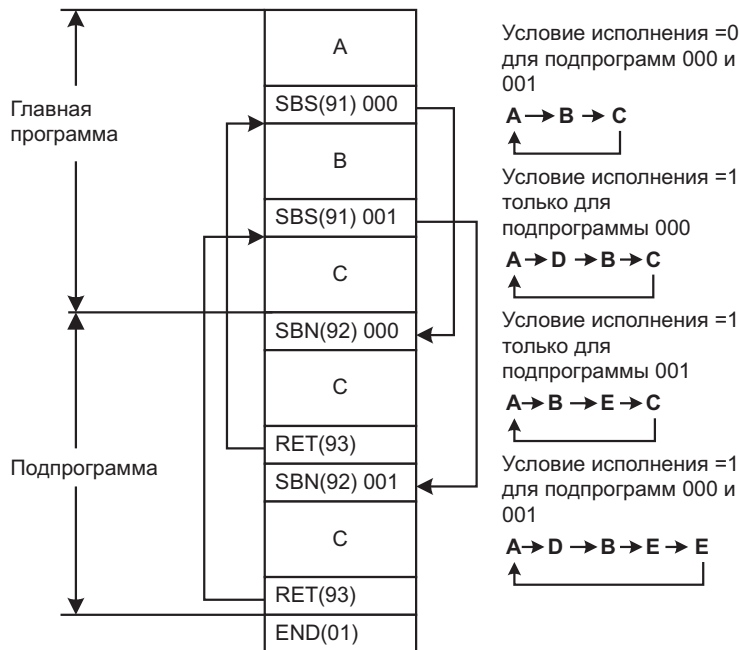 Главная
программа
Подпрограмма
A
SBS(91) 000
B
SBS(91) 001
C
SBN(92) 000
C
RET(93)
SBN(92) 001
C
RET(93)
END(01)
Условие исполнения =0
для подпрограмм 000 и
001
A B C
Условие исполнения =1
только для
подпрограммы 000
A D B C
Условие исполнения =1
только для
подпрограммы 001
A B E C
Условие исполнения =1
для подпрограмм 000 и
001
A D B E E